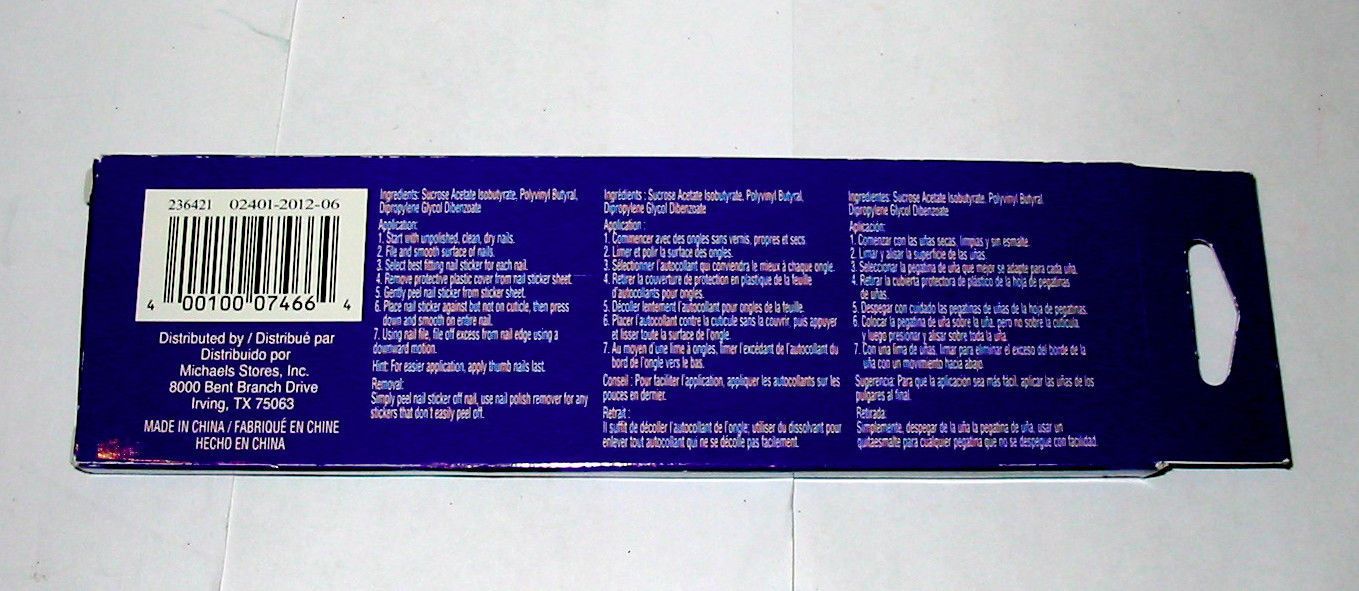 236421 02401-2012-06
4 00100 07466 4
Distributed by / Distribué par
Distribuido por
Michaels Stores, Inc.
8000 Bent Branch Drive
Irving, TX 75063
MADE IN CHINA / FABRIQUÉ EN CHINE
HECHO EN CHINA
Ingredients: Sucrose Acetate Isobutyrate, Polyvinyl Butyral,
Dipropylene Glycol Dibenzoate
Application:
1. Start with unpolished, clean, dry nails.
2. File and smooth surface of nails.
3. Select best fitting nail sticker for each nail.
4. Remove protective plastic cover from nail sticker sheet.
5. Gently peel nail sticker from sticker sheet.
6. Place nail sticker against but not on cuticle, then press
down and smooth on entire nail.
7. Using nail file, file off excess from nail edge using a
downward motion.
Hint: For easier application, apply thumb nails last.
Removal:
Simply peel nail sticker off nail, use nail polish remover for any
stickers that don't easily peel off.
Ingrédients : Sucrose Acetate Isobutyrate, Polyvinyl Butyral,
Dipropylene Glycol Dibenzoate
Application :
1. Commencer avec des ongles sans vernis, propres et secs.
2. Limer et polir la surface des ongles.
3. Sélectionner l'autocollant qui conviendra le mieux à chaque ongle.
4. Retirer la couverture de protection en plastique de la feuille
d'autocollants pour ongles.
5. Décoller lentement l'autocollant pour ongles de la feuille.
6. Placer l'autocollant contre la cuticule sans la couvrir, puis appuyer
et lisser toute la surface de l'ongle.
7. Au moyen d'une lime à ongles, limer l'excédant de l'autocollant du
bord de l'ongle vers le bas.
Conseil : Pour faciliter l'application, appliquer les autocollants sur les
pouces en dernier.
Retrait :
Il suffit de décoller l'autocollant de l'ongle; utiliser du dissolvant pour
enlever tout autocollant qui ne se décolle pas facilement.
Ingredientes: Sucrose Acetate Isobutyrate, Polyvinyl Butyral,
Dipropylene Glycol Dibenzoate
Aplicación:
1. Comenzar con las uñas secas, limpias y sin esmalte.
2. Limar y alisar la superficie de las uñas.
3. Seleccionar la pegatina de uña que mejor se adapte para cada uña.
4. Retirar la cubierta protectora de plástico de la hoja de pegatinas
de uñas.
5. Despegar con cuidado las pegatinas de uñas de la hoja de pegatinas.
6. Colocar la pegatina de uña sobre la uña, pero no sobre la cutícula,
y luego presionar y alisar sobre toda la uña.
7. Con una lima de uñas, limar para eliminar el exceso del borde de la
uña con un movimiento hacia abajo.
Sugerencia: Para que la aplicación sea más fácil, aplicar las uñas de los
pulgares al final.
Retirada:
Simplemente, despegar de la uña la pegatina de uña, usar un
quitaesmalte para cualquier pegatina que no se despegue con facilidad.